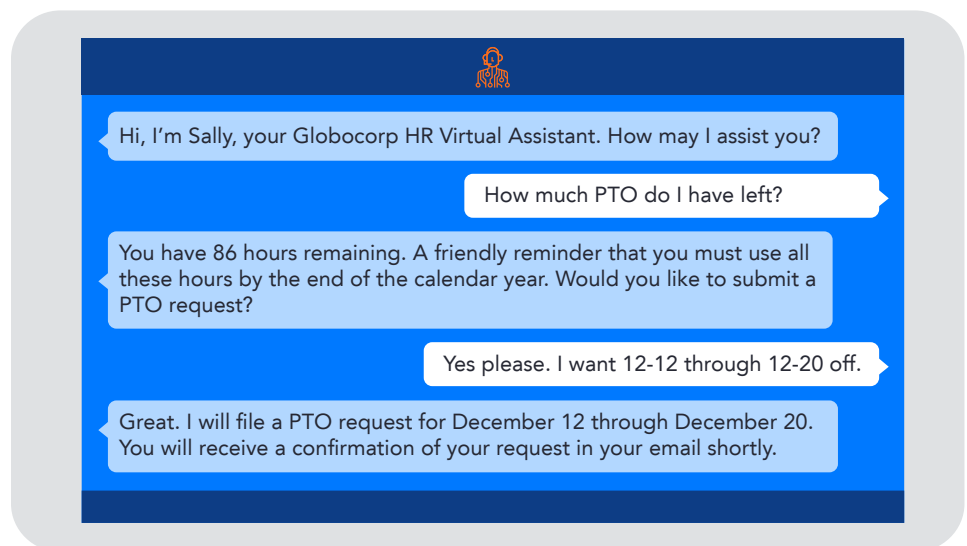 Hi, I’m Sally, your Globocorp HR Virtual Assistant. How may I assist you?
How much PTO do I have left?
You have 86 hours remaining. A friendly reminder that you must use all
these hours by the end of the calendar year. Would you like to submit a
PTO request?
Yes please. I want 12-12 through 12-20 off.
Great. I will file a PTO request for December 12 through December 20.
You will receive a confirmation of your request in your email shortly.